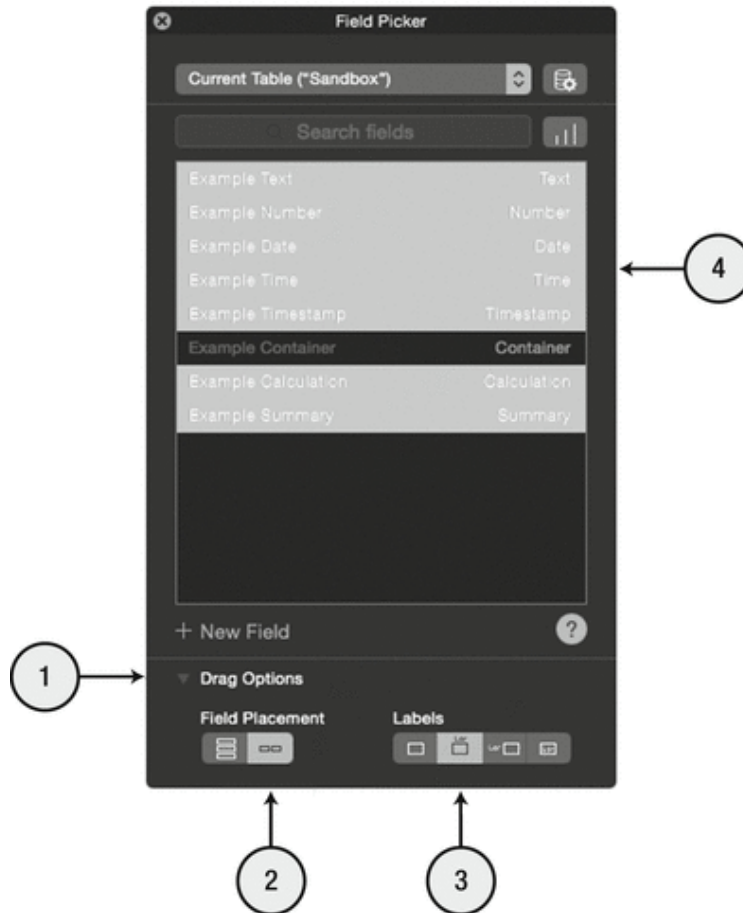 Field Picker
Current Table ("Sandbox")
Search fields
Example Text Text
Example Number Number
Example Date Date
Example Time Time
Example Timestamp Timestamp
Example Container Container
Example Calculation Calculation
Example Summary Summary
+ New Field ?
Drag Options
Field Placement Labels
1
2
3
4